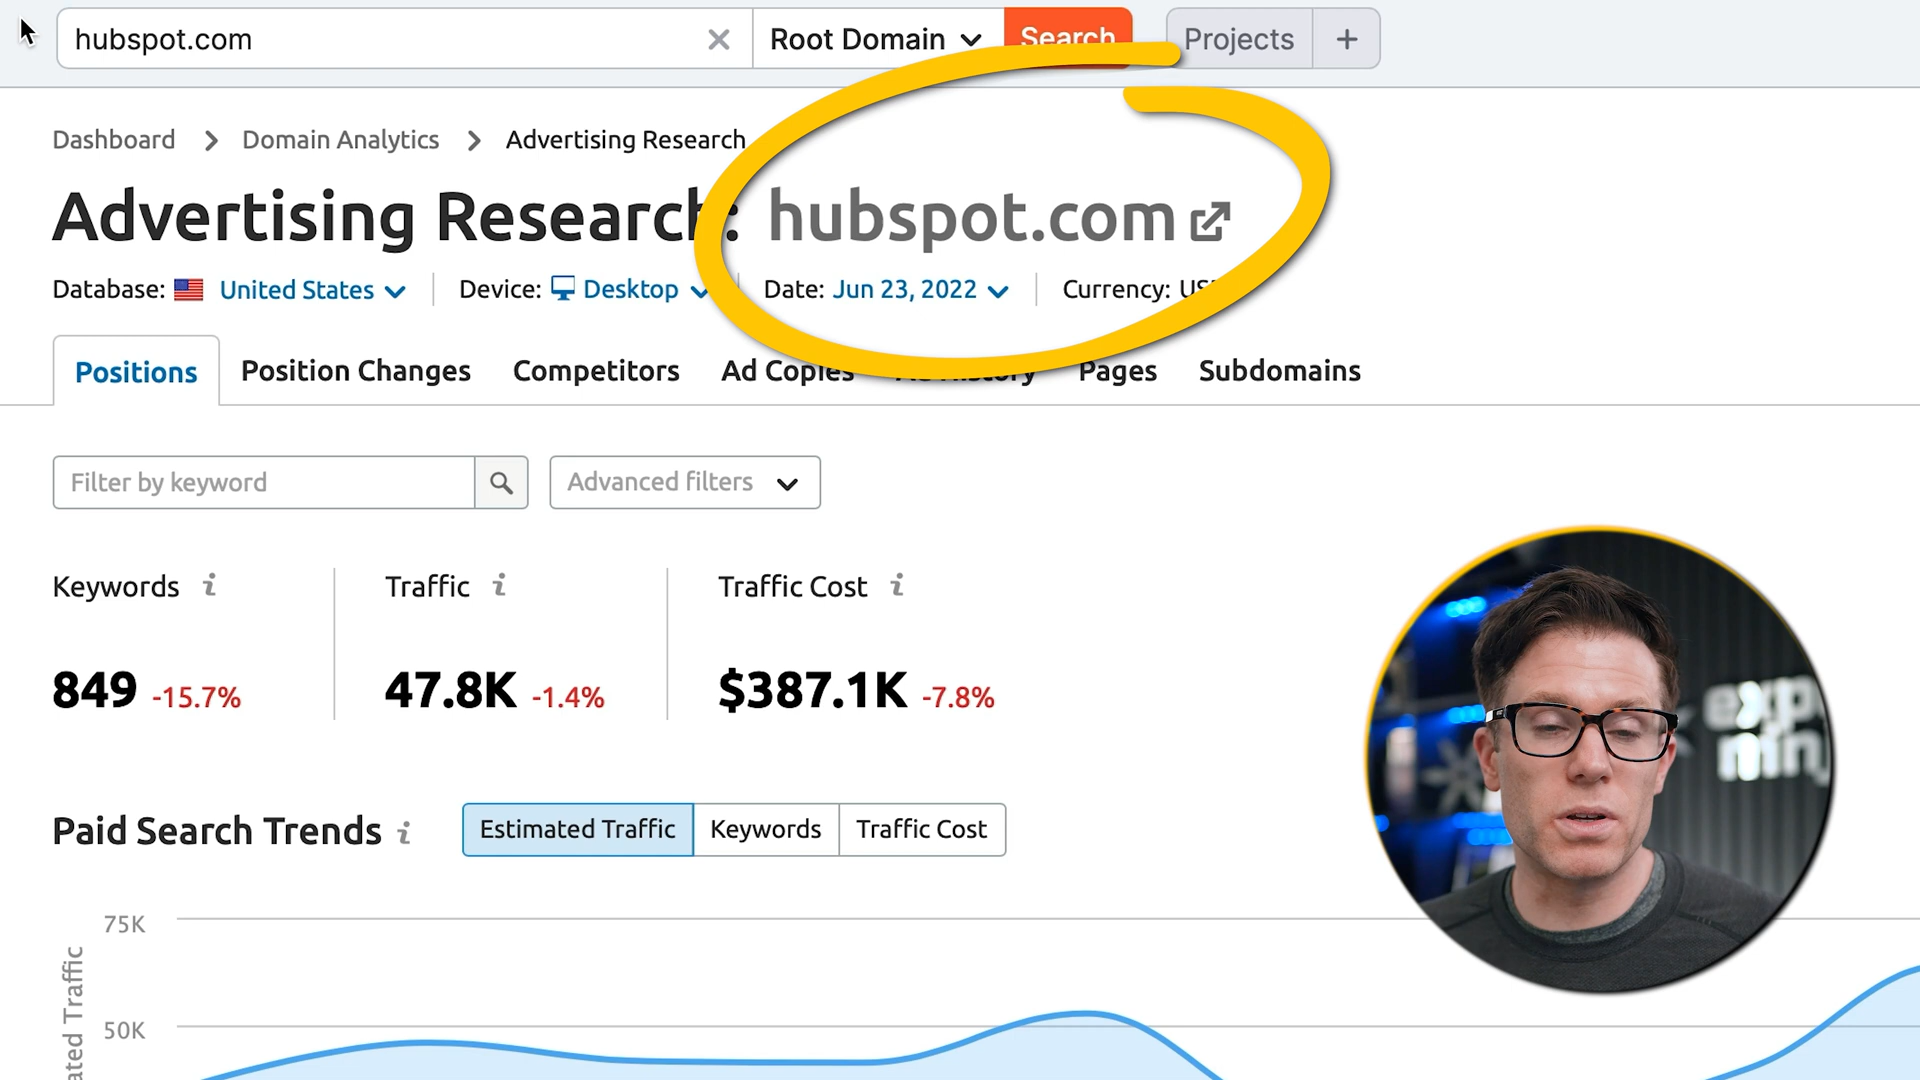 hubspot.com
Root Domain
Search
Projects
+
Dashboard > Domain Analytics > Advertising Research
Advertising Research: hubspot.com
Database: United States
Device: Desktop
Date: Jun 23, 2022
Currency:
Positions
Position Changes
Competitors
Ad Copies
Ad History
Pages
Subdomains
Filter by keyword
Advanced filters
Keywords i
Traffic i
Traffic Cost i
849 -15.7%
47.8K -1.4%
$387.1K -7.8%
Paid Search Trends i
Estimated Traffic
Keywords
Traffic Cost
75K
50K
Traffic